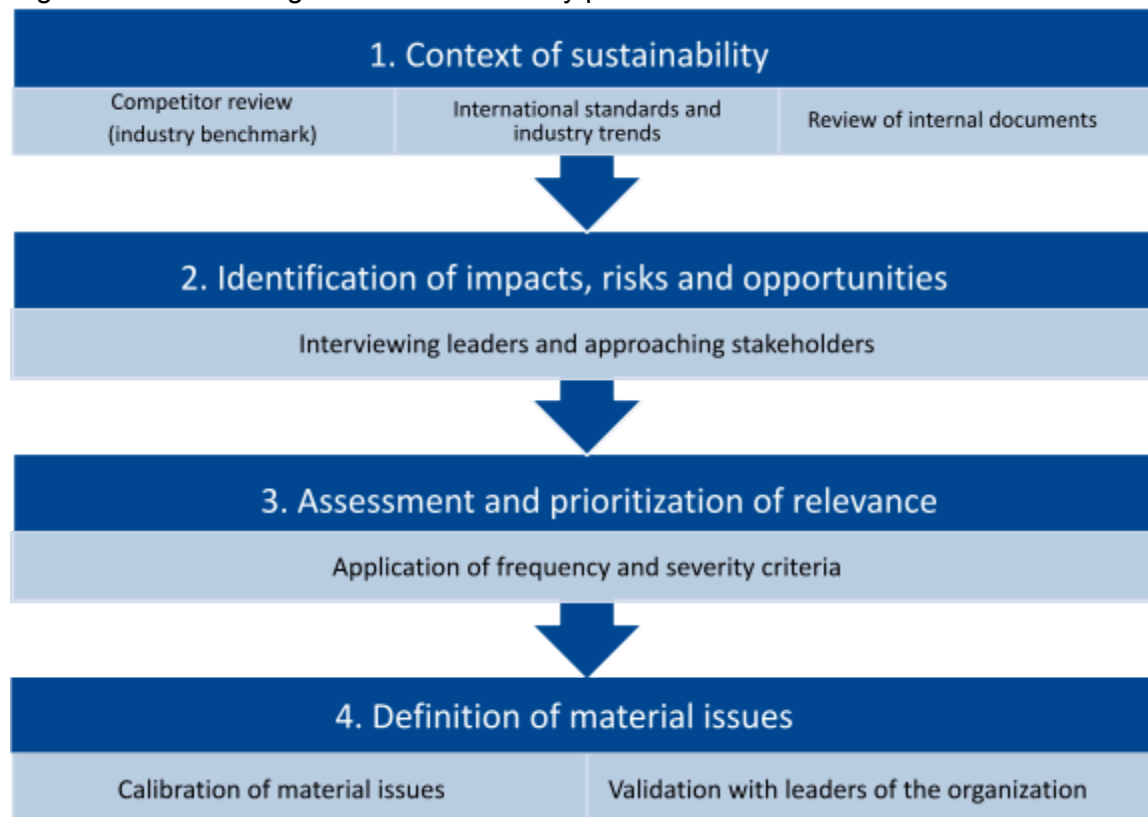 1. Context of sustainability
Competitor review
(industry benchmark)
International standards and
industry trends
Review of internal documents
2. Identification of impacts, risks and opportunities
Interviewing leaders and approaching stakeholders
3. Assessment and prioritization of relevance
Application of frequency and severity criteria
4. Definition of material issues
Calibration of material issues
Validation with leaders of the organization